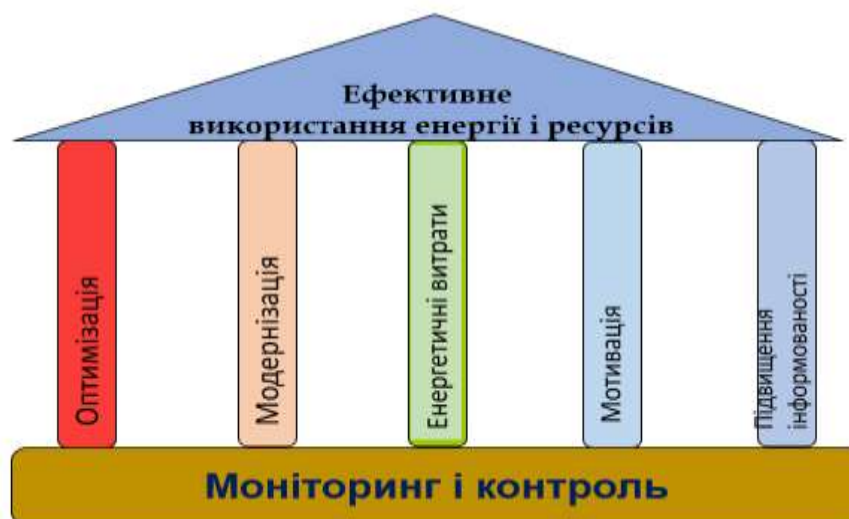 Ефективне
використання енергії і ресурсів
Оптимізація
Модернізація
Енергетичні витрати
Мотивація
Підвищення
інформованості
Моніторинг і контроль